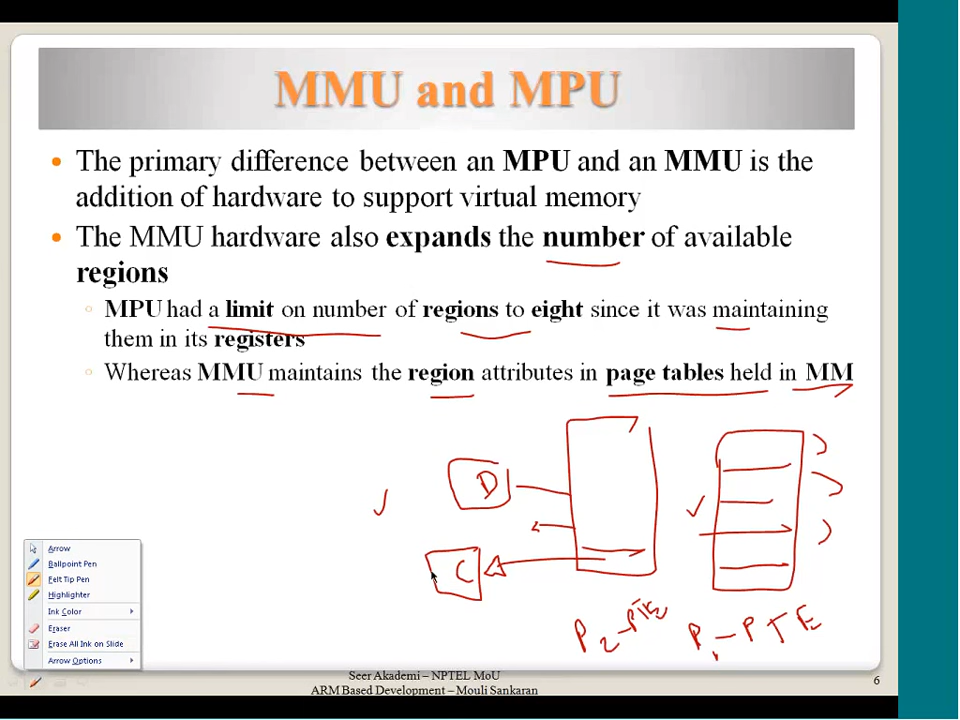 MMU and MPU
The primary difference between an MPU and an MMU is the
addition of hardware to support virtual memory
The MMU hardware also expands the number of available
regions
MPU had a limit on number of regions to eight since it was maintaining
them in its registers
Whereas MMU maintains the region attributes in page tables held in MM
D
C
P2-PTE
P1-PTE
Arrow
Ballpoint Pen
Felt Tip Pen
Highlighter
Ink Color
Eraser
Erase All Ink on Slide
Arrow Options
Seer Akademi – NPTEL MoU
ARM Based Development – Mouli Sankaran
6